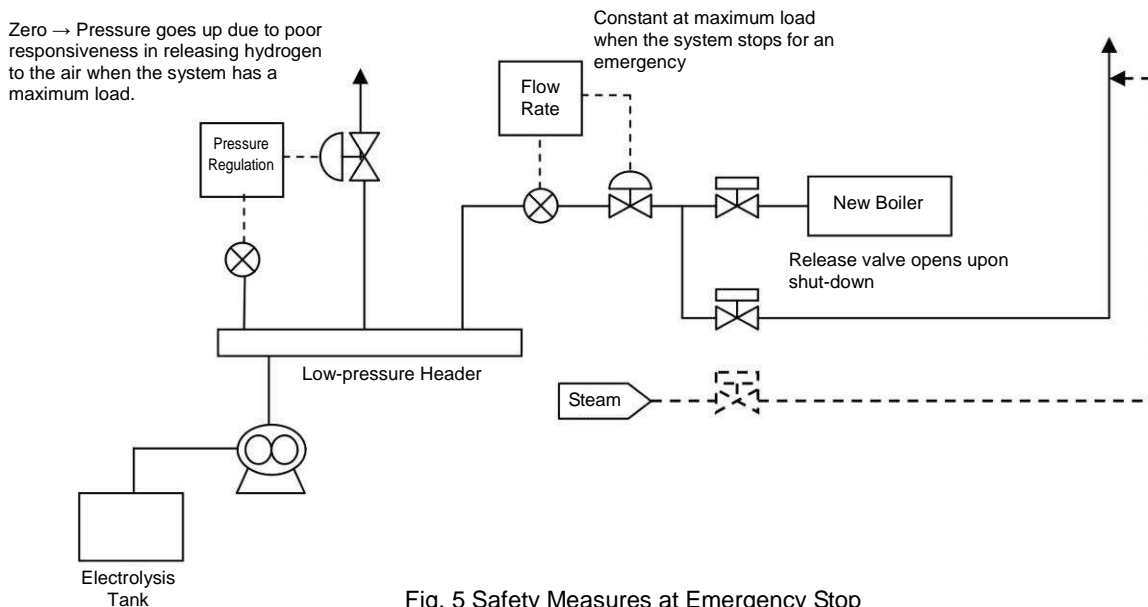 Zero → Pressure goes up due to poor
responsiveness in releasing hydrogen
to the air when the system has a
maximum load.
Constant at maximum load
when the system stops for an
emergency
Flow
Rate
Pressure
Regulation
New Boiler
Release valve opens upon
shut-down
Low-pressure Header
Steam
Electrolysis
Tank
Fig. 5 Safety Measures at Emergency Stop